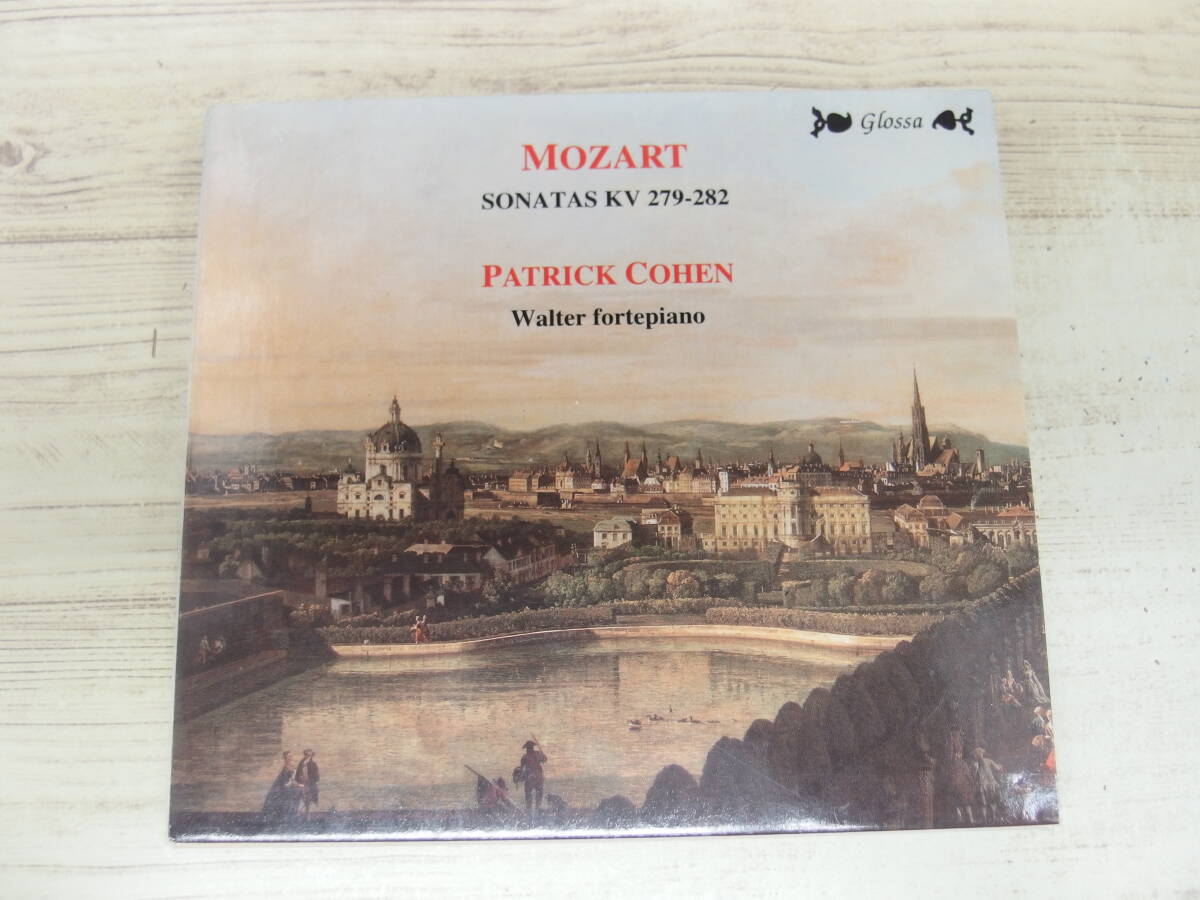 Glossa
MOZART
SONATAS KV 279-282
PATRICK COHEN
Walter fortepiano